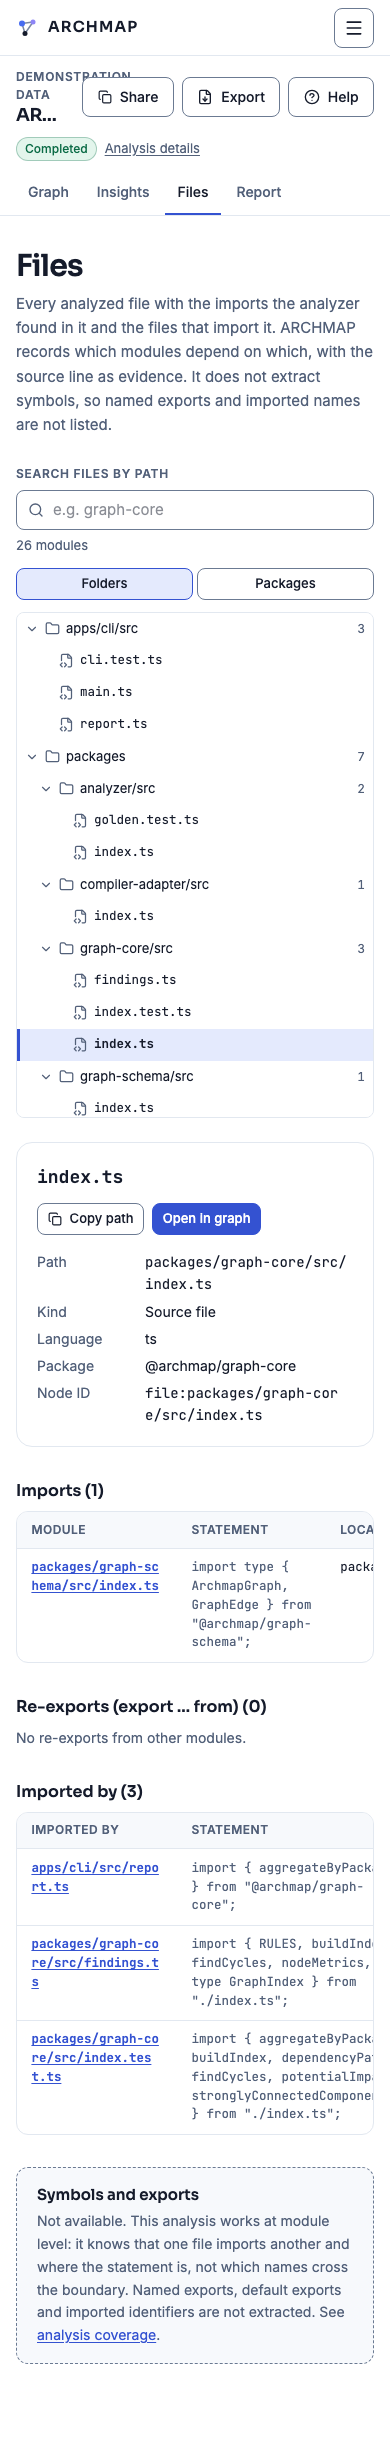 ARCHMAP
DEMONSTRATION
DATA
AR...
Share
Export
Help
Completed
Analysis details
Graph
Insights
Files
Report
Files
Every analyzed file with the imports the analyzer
found in it and the files that import it. ARCHMAP
records which modules depend on which, with the
source line as evidence. It does not extract
symbols, so named exports and imported names
are not listed.
SEARCH FILES BY PATH
e.g. graph-core
26 modules
Folders
Packages
apps/cli/src 3
cli.test.ts
main.ts
report.ts
packages 7
analyzer/src 2
golden.test.ts
index.ts
compiler-adapter/src 1
index.ts
graph-core/src 3
findings.ts
index.test.ts
index.ts
graph-schema/src 1
index.ts
index.ts
Copy path
Open in graph
Path packages/graph-core/src/
index.ts
Kind Source file
Language ts
Package @archmap/graph-core
Node ID file:packages/graph-cor
e/src/index.ts
Imports (1)
MODULE STATEMENT LOCA
packages/graph-sc
hema/src/index.ts
import type {
ArchmapGraph,
GraphEdge } from
"@archmap/graph-
schema";
packa
Re-exports (export … from) (0)
No re-exports from other modules.
Imported by (3)
IMPORTED BY STATEMENT
apps/cli/src/repo
rt.ts
import { aggregateByPacka
} from "@archmap/graph-
core";
packages/graph-co
re/src/findings.t
s
import { RULES, buildInde
findCycles, nodeMetrics,
type GraphIndex } from
"./index.ts";
packages/graph-co
re/src/index.tes
t.ts
import { aggregateByPacka
buildIndex, dependencyPat
findCycles, potentialImpa
stronglyConnectedComponen
} from "./index.ts";
Symbols and exports
Not available. This analysis works at module
level: it knows that one file imports another and
where the statement is, not which names cross
the boundary. Named exports, default exports
and imported identifiers are not extracted. See
analysis coverage.